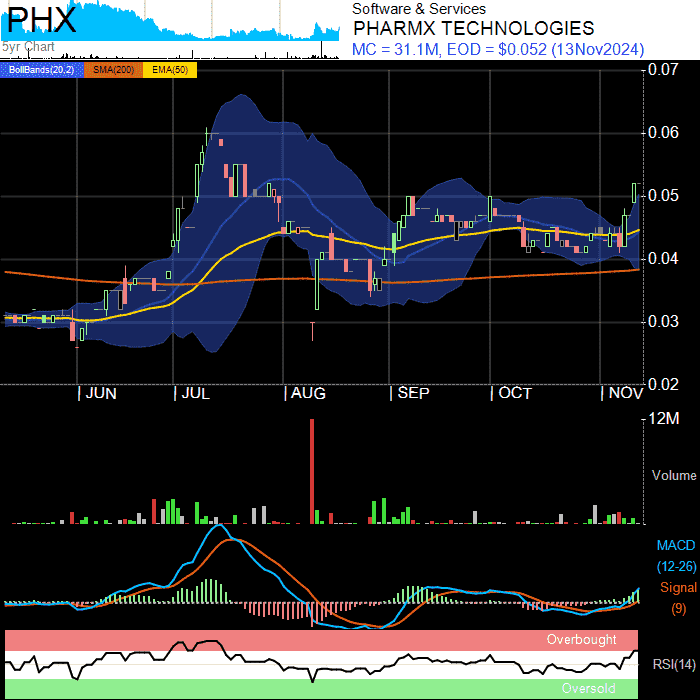 PHX
5yr Chart
Software & Services
PHARMX TECHNOLOGIES
MC = 31.1M, EOD = $0.052 (13Nov2024)
BollBands(20,2) SMA(200) EMA(50)
0.07
0.06
0.05
0.04
0.03
0.02
| JUN | JUL | AUG | SEP | OCT | NOV
12M
Volume
MACD
(12-26)
Signal
(9)
Overbought
RSI(14)
Oversold